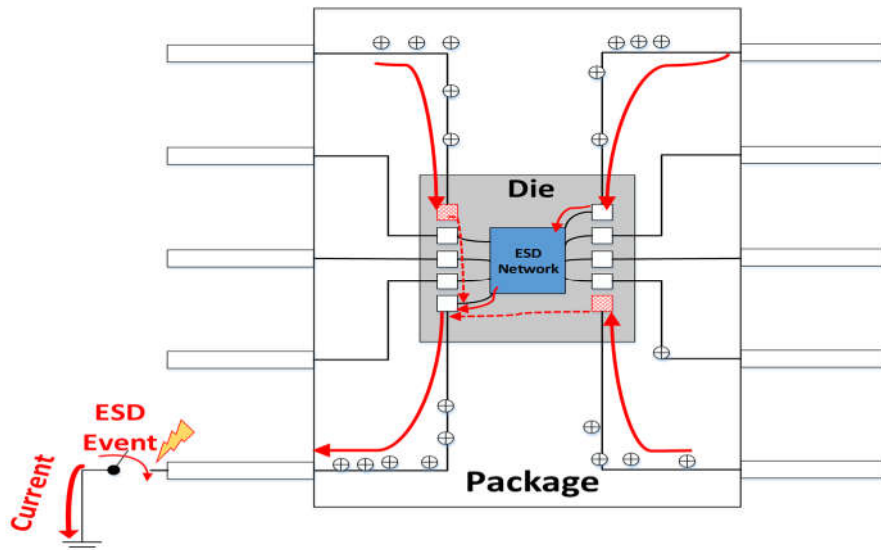 Die
ESD
Network
ESD
Event
Current
Package